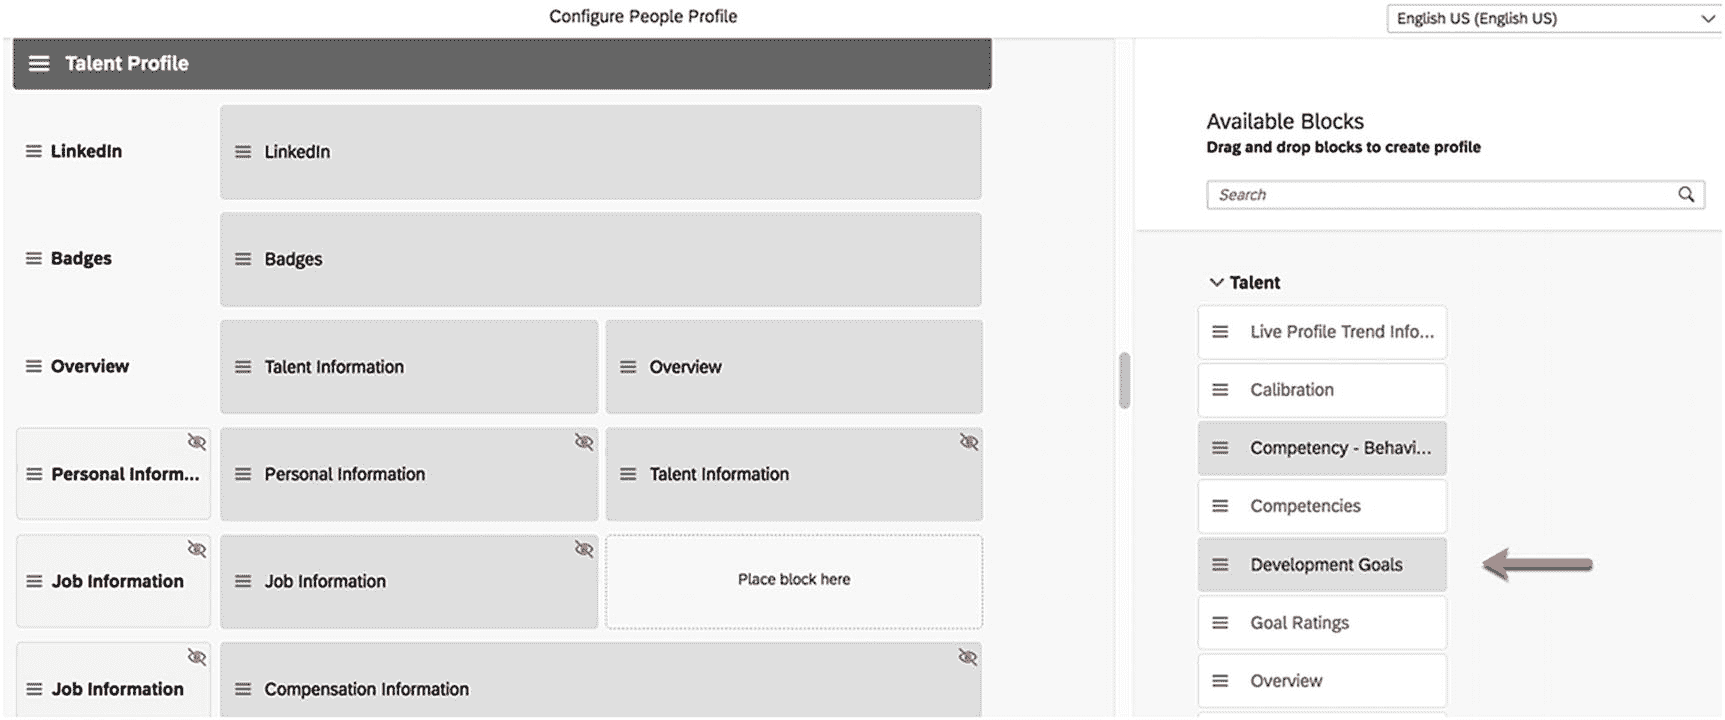 Configure People Profile
English US (English US)
Talent Profile
LinkedIn
LinkedIn
Badges
Badges
Overview
Talent Information
Overview
Personal Inform...
Personal Information
Talent Information
Job Information
Job Information
Place block here
Job Information
Compensation Information
Available Blocks
Drag and drop blocks to create profile
Search
Talent
Live Profile Trend Info...
Calibration
Competency - Behavi...
Competencies
Development Goals
Goal Ratings
Overview